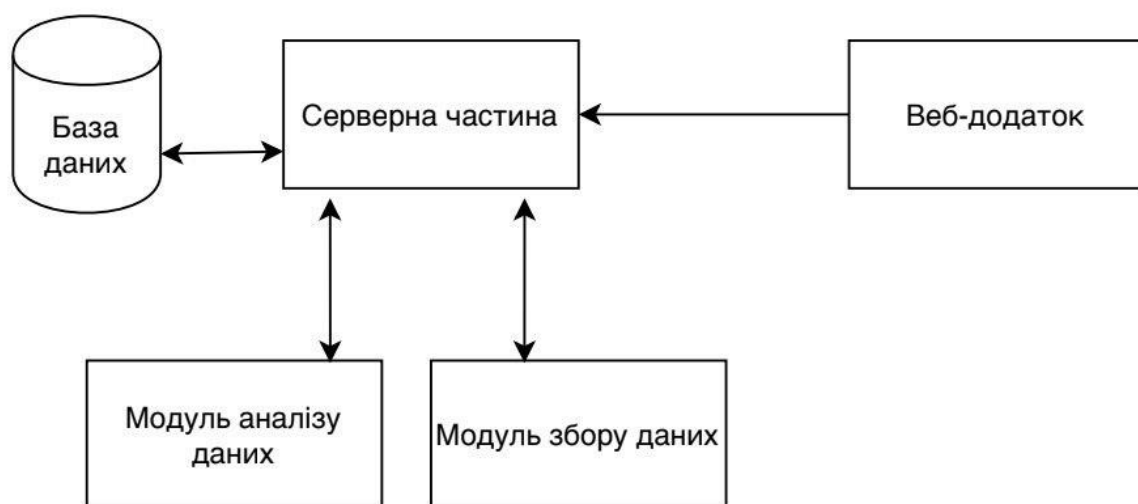 База
даних
Серверна частина
Веб-додаток
Модуль аналізу
даних
Модуль збору даних